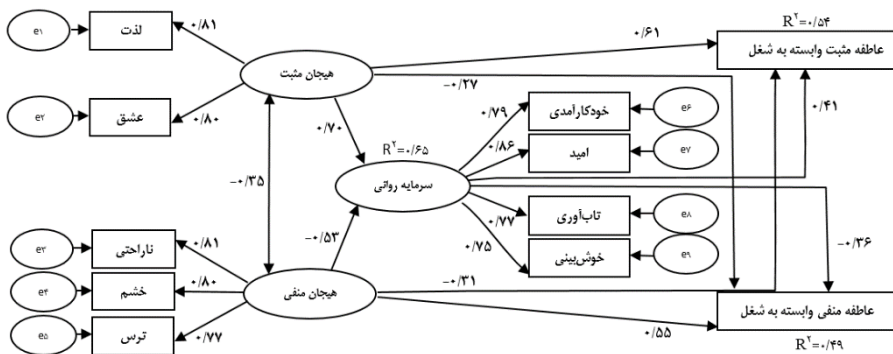 R²=۰/۵۴
e۱
لذت
۰/۸۱
۰/۶۱
عاطفه مثبت وابسته به شغل
هیجان مثبت
−۰/۲۷
e۲
عشق
۰/۸۰
۰/۷۰
۰/۷۹
خودکارآمدی
e۶
۰/۴۱
R²=۰/۶۵
۰/۸۶
امید
e۷
−۰/۳۵
سرمایه روانی
۰/۷۷
تاب‌آوری
e۸
e۳
ناراحتی
۰/۸۱
−۰/۵۳
۰/۷۵
خوش‌بینی
e۹
−۰/۳۶
e۴
خشم
۰/۸۰
هیجان منفی
−۰/۳۱
عاطفه منفی وابسته به شغل
e۵
ترس
۰/۷۷
۰/۵۵
R²=۰/۴۹